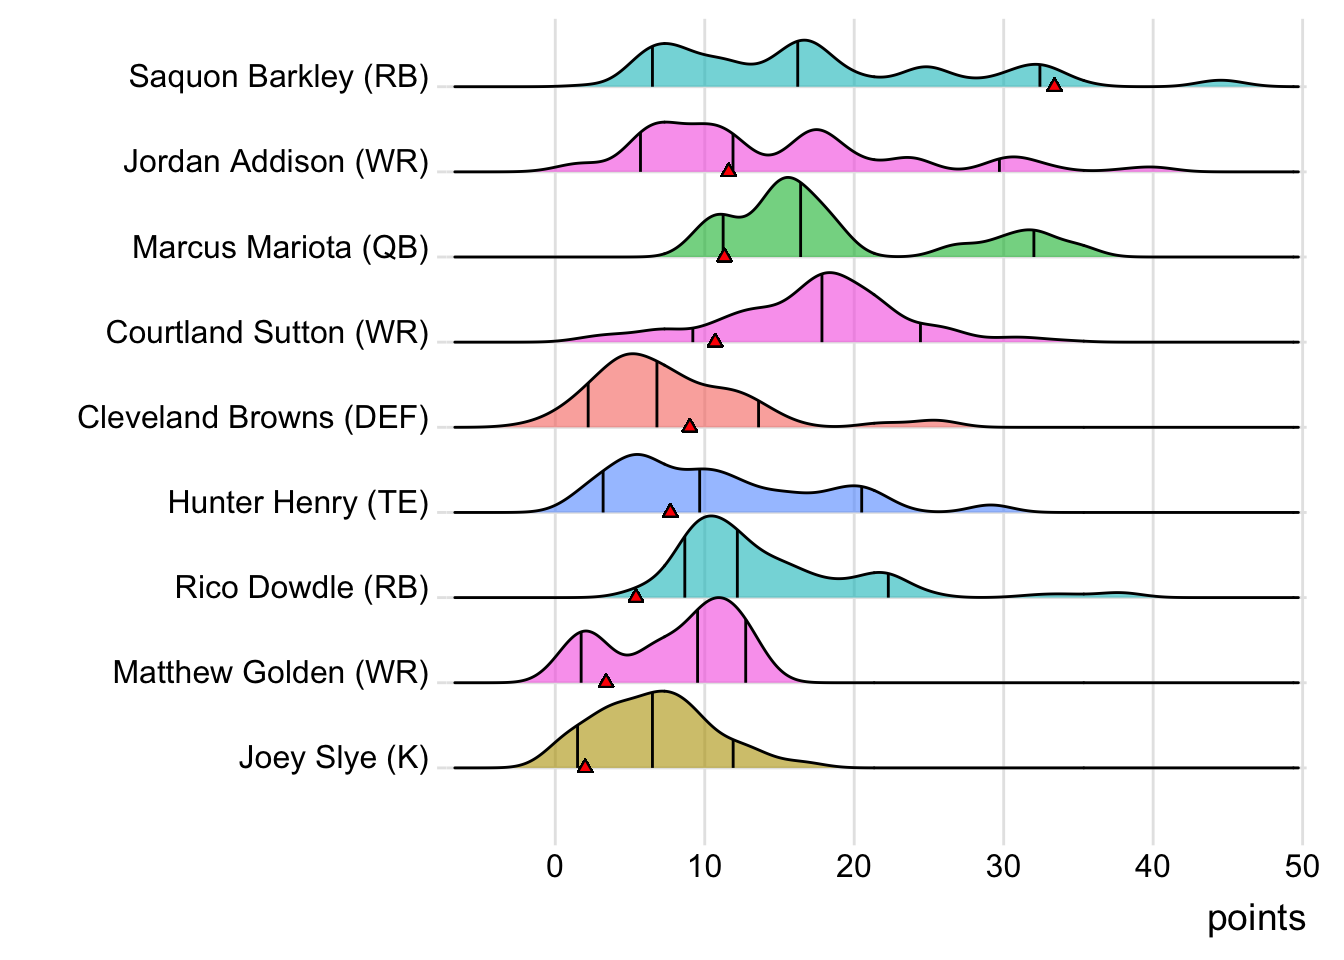 Saquon Barkley (RB)
Jordan Addison (WR)
Marcus Mariota (QB)
Courtland Sutton (WR)
Cleveland Browns (DEF)
Hunter Henry (TE)
Rico Dowdle (RB)
Matthew Golden (WR)
Joey Slye (K)
0 10 20 30 40 50
points